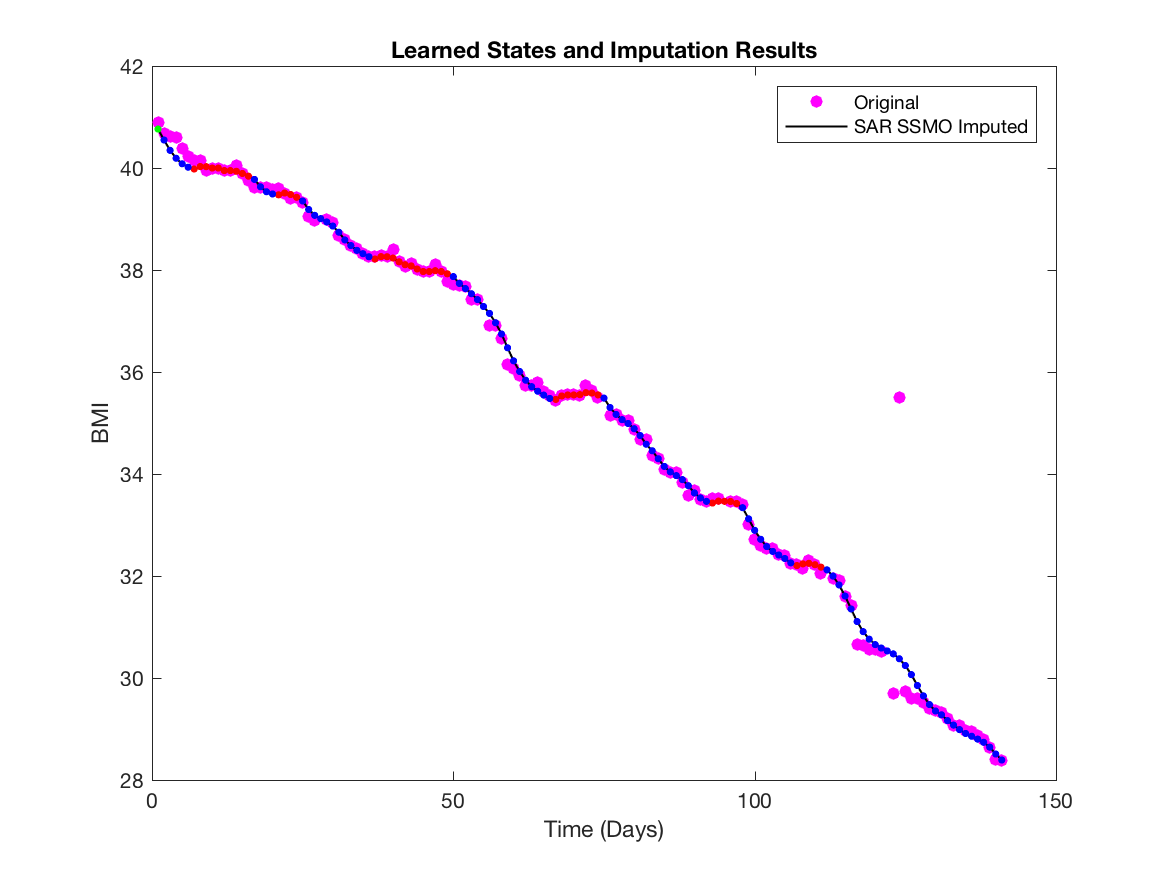 Learned States and Imputation Results
42
40
38
36
34
32
30
28
BMI
0
50
100
150
Time (Days)
Original
SAR SSMO Imputed